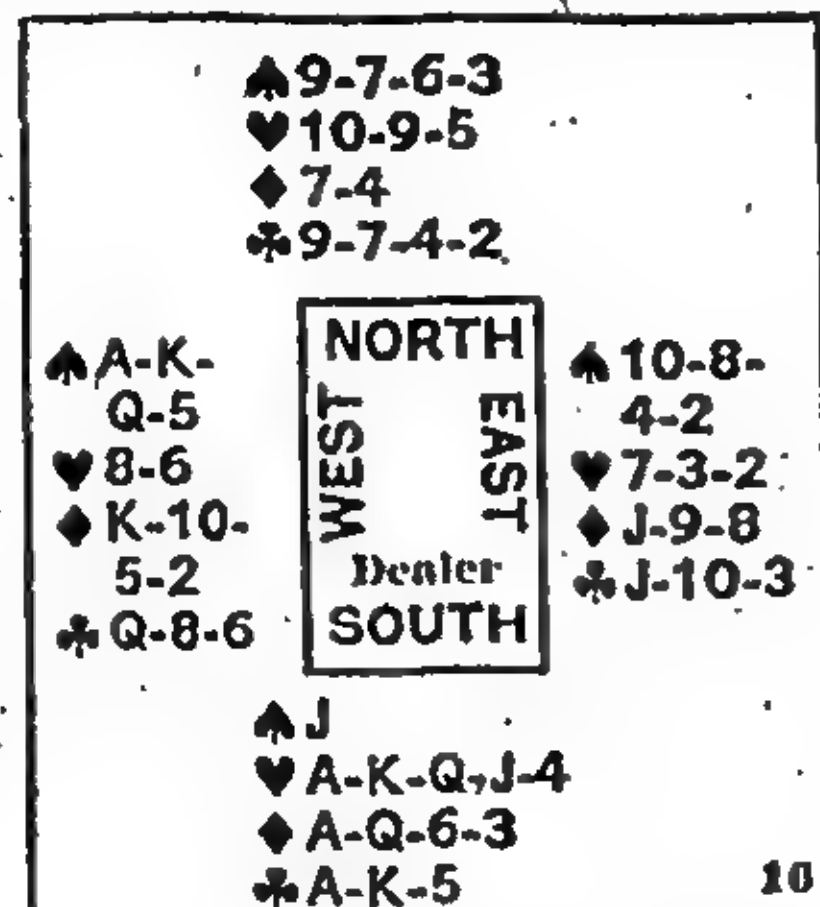 ♠ 9-7-6-3
♥ 10-9-5
♦ 7-4
♣ 9-7-4-2
♠ A-K-
Q-5
♥ 8-6
♦ K-10-
5-2
♣ Q-8-6
NORTH
WEST
EAST
Dealer
SOUTH
♠ 10-8-
4-2
♥ 7-3-2
♦ J-9-8
♣ J-10-3
♠ J
♥ A-K-Q-J-4
♦ A-Q-6-3
♣ A-K-5
10